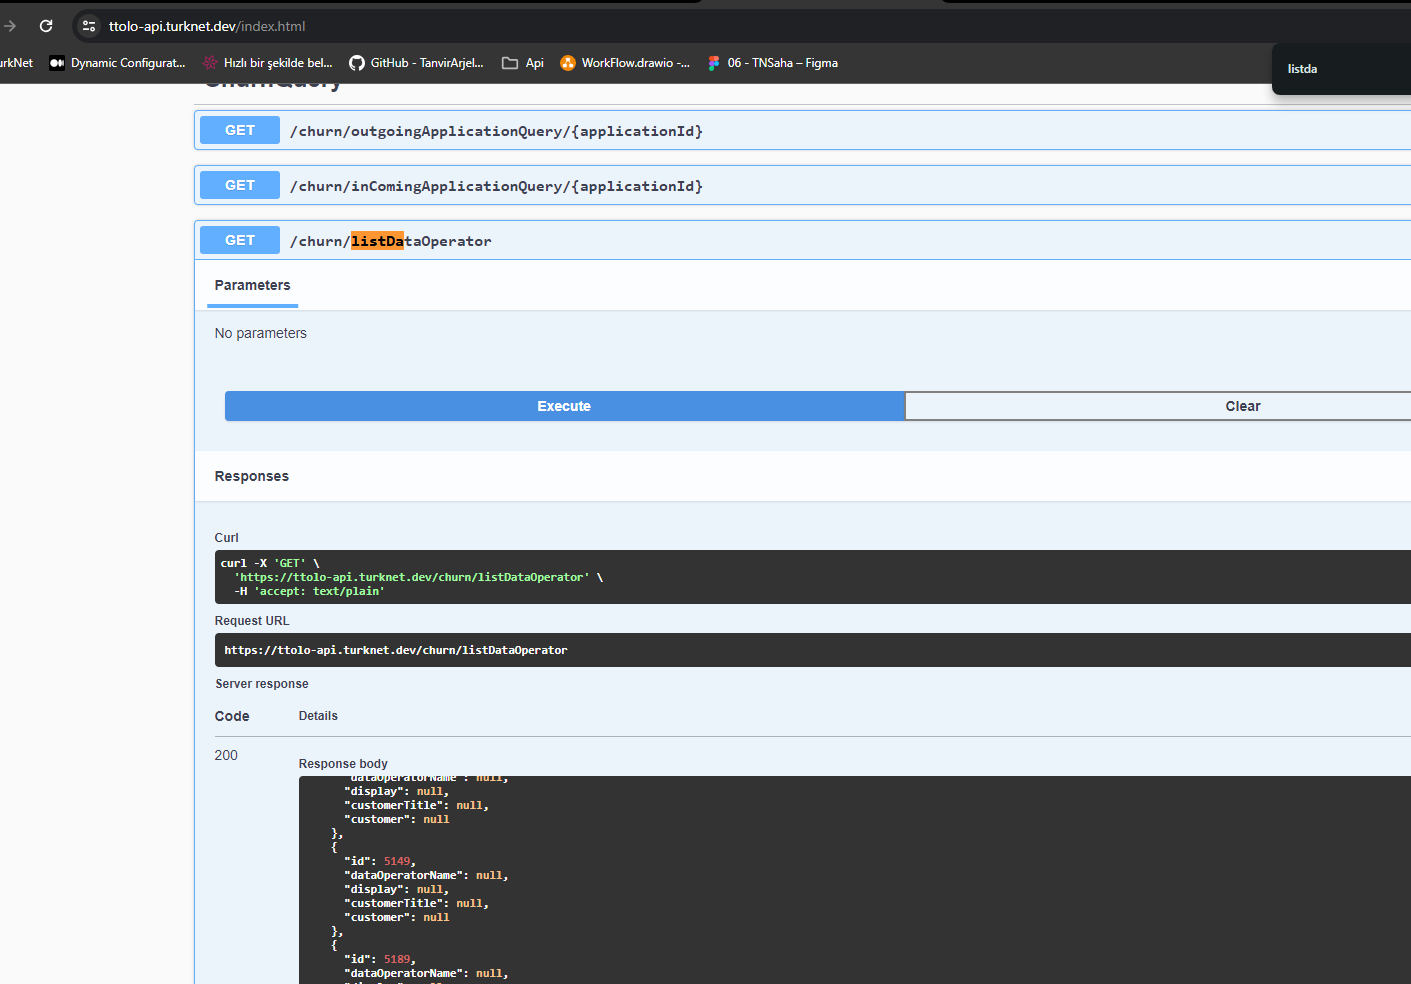 ttolo-api.turknet.dev/index.html
urkNet Dynamic Configurat... Hızlı bir şekilde bel... GitHub - TanvirArjel... Api WorkFlow.drawio -... 06 - TNSaha – Figma
listda
ChurnQuery
GET /churn/outgoingApplicationQuery/{applicationId}
GET /churn/inComingApplicationQuery/{applicationId}
GET /churn/listDataOperator
Parameters
No parameters
Execute Clear
Responses
Curl
curl -X 'GET' \
'https://ttolo-api.turknet.dev/churn/listDataOperator' \
-H 'accept: text/plain'
Request URL
https://ttolo-api.turknet.dev/churn/listDataOperator
Server response
Code Details
200
Response body
"dataOperatorName": null,
"display": null,
"customerTitle": null,
"customer": null
},
{
"id": 5149,
"dataOperatorName": null,
"display": null,
"customerTitle": null,
"customer": null
},
{
"id": 5189,
"dataOperatorName": null,